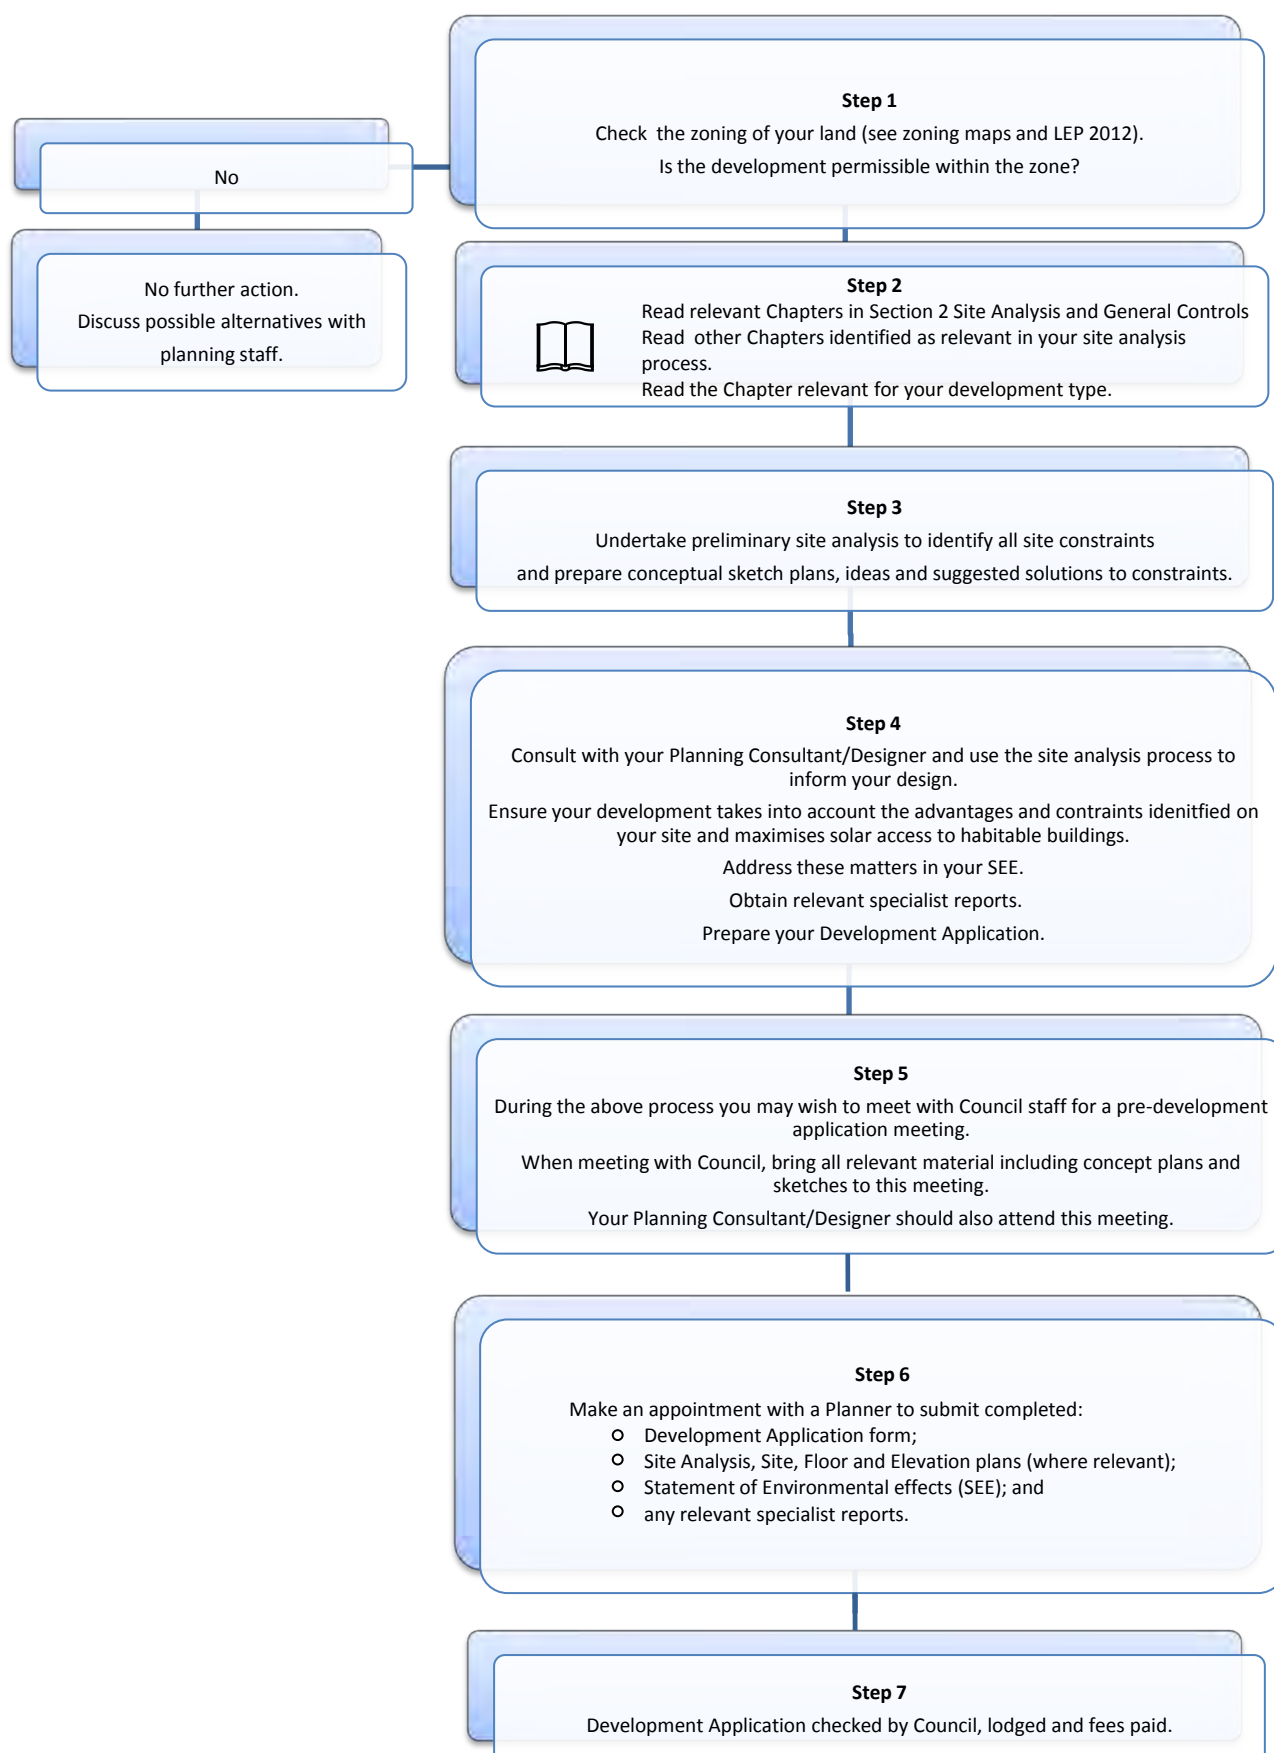 Step 1
Check the zoning of your land (see zoning maps and LEP 2012).
Is the development permissible within the zone?
No
No further action.
Discuss possible alternatives with
planning staff.
Step 2
Read relevant Chapters in Section 2 Site Analysis and General Controls
Read other Chapters identified as relevant in your site analysis
process.
Read the Chapter relevant for your development type.
Step 3
Undertake preliminary site analysis to identify all site constraints
and prepare conceptual sketch plans, ideas and suggested solutions to constraints.
Step 4
Consult with your Planning Consultant/Designer and use the site analysis process to
inform your design.
Ensure your development takes into account the advantages and contraints idenitfied on
your site and maximises solar access to habitable buildings.
Address these matters in your SEE.
Obtain relevant specialist reports.
Prepare your Development Application.
Step 5
During the above process you may wish to meet with Council staff for a pre-development
application meeting.
When meeting with Council, bring all relevant material including concept plans and
sketches to this meeting.
Your Planning Consultant/Designer should also attend this meeting.
Step 6
Make an appointment with a Planner to submit completed:
o Development Application form;
o Site Analysis, Site, Floor and Elevation plans (where relevant);
o Statement of Environmental effects (SEE); and
o any relevant specialist reports.
Step 7
Development Application checked by Council, lodged and fees paid.